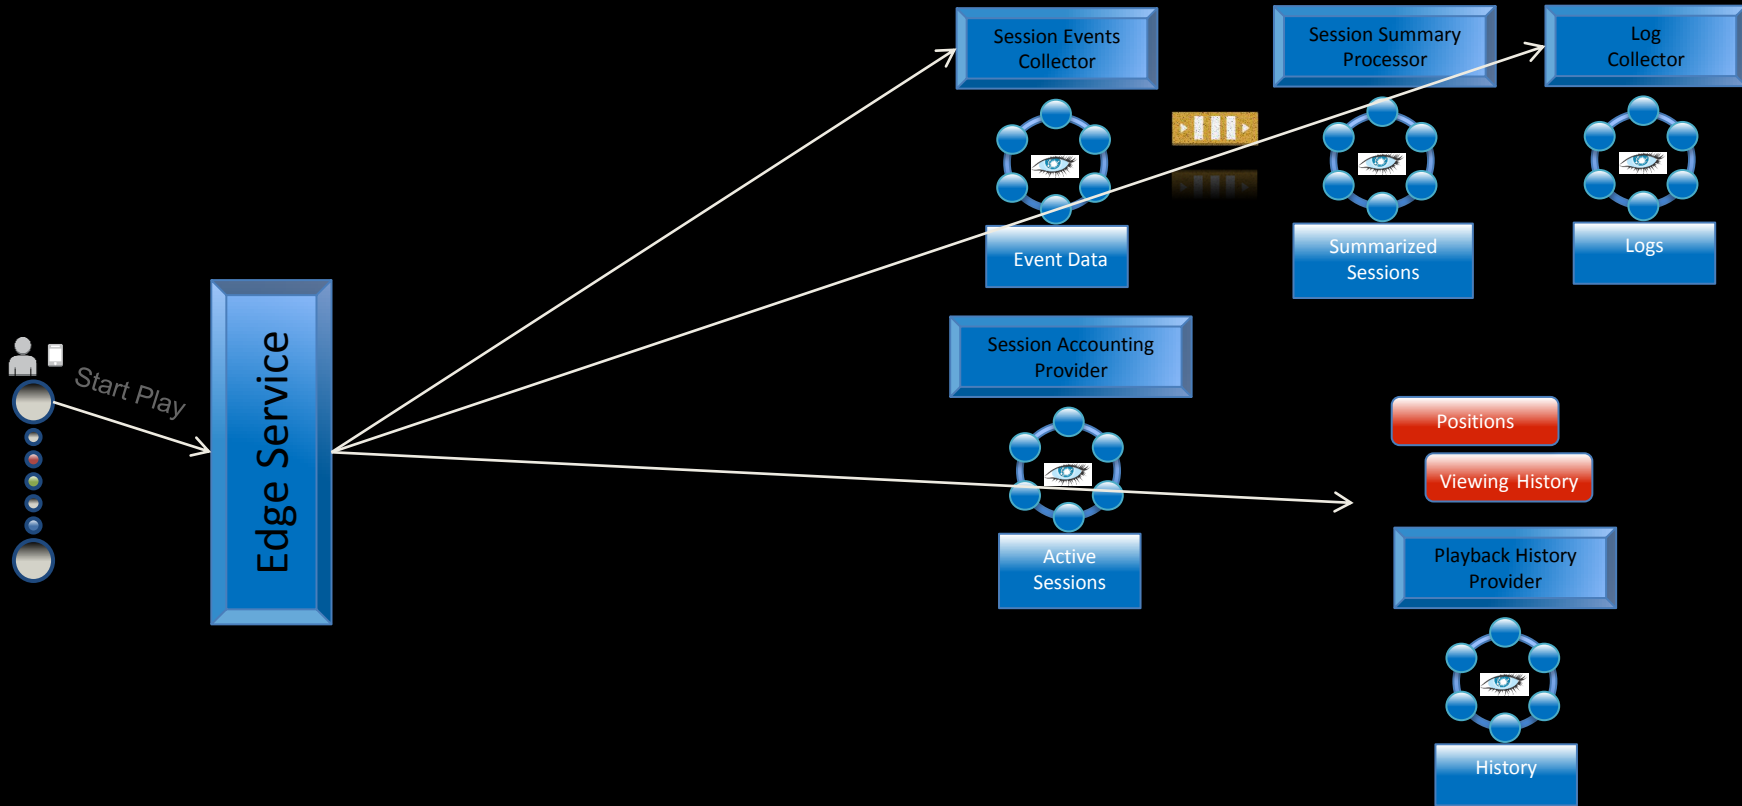 Session Events
Collector
Session Summary
Processor
Log
Collector
Event Data
Summarized
Sessions
Logs
Start Play
Edge Service
Session Accounting
Provider
Positions
Viewing History
Active
Sessions
Playback History
Provider
History